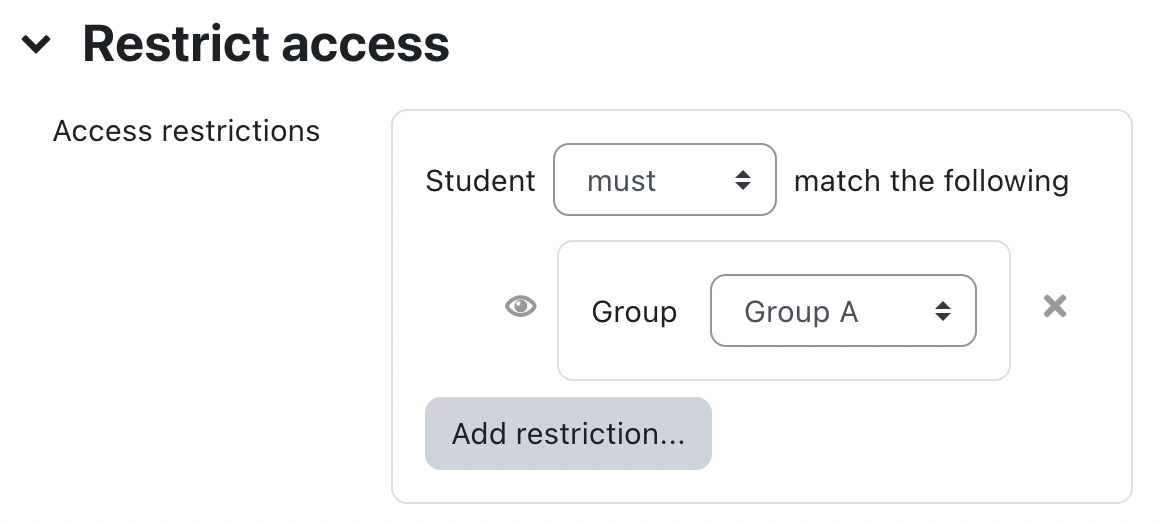 Restrict access
Access restrictions
Student must match the following
Group Group A
Add restriction...